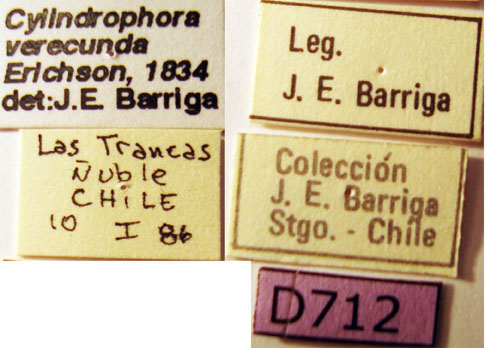 Cylindrophora
verecunda
Erichson, 1834
det:J.E. Barriga
Las Trancas
Ñuble
CHILE
10 I 86
Leg.
J. E. Barriga
Colección
J. E. Barriga
Stgo. - Chile
D712